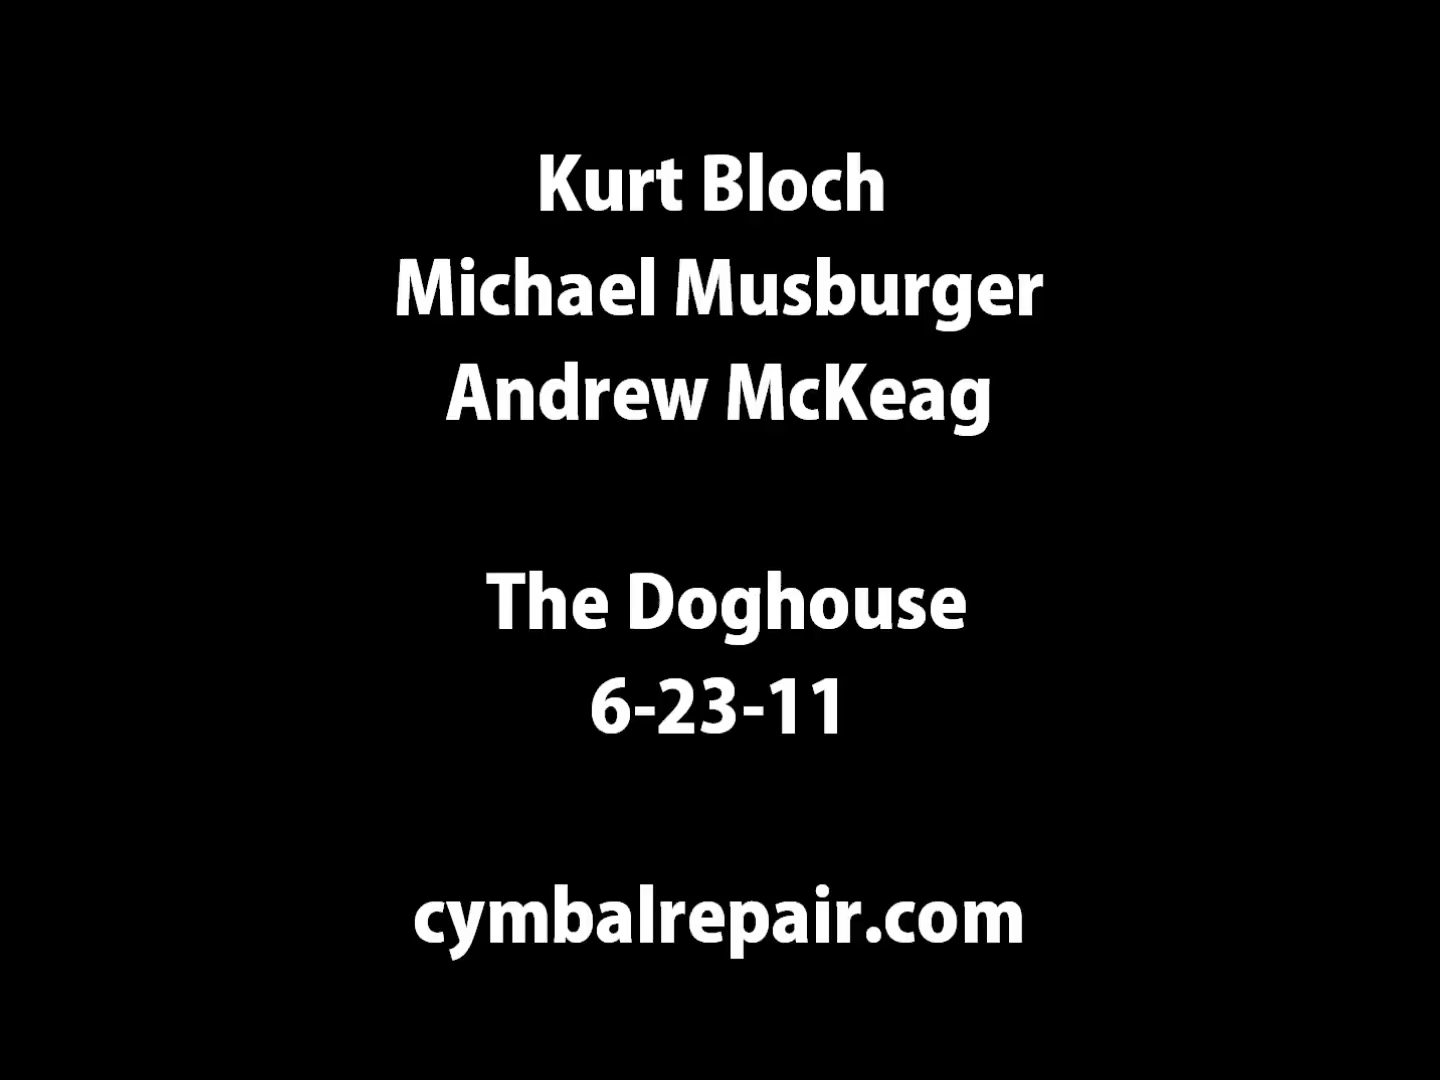 Kurt Bloch
Michael Musburger
Andrew McKeag
The Doghouse
6-23-11
cymbalrepair.com